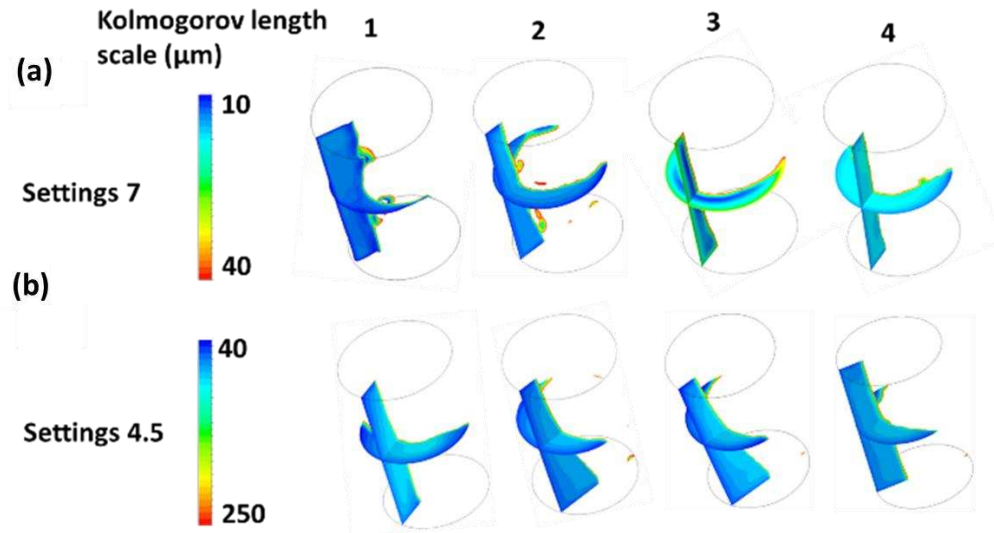 Kolmogorov length
scale (μm)
1
2
3
4
(a)
10
Settings 7
40
(b)
40
Settings 4.5
250